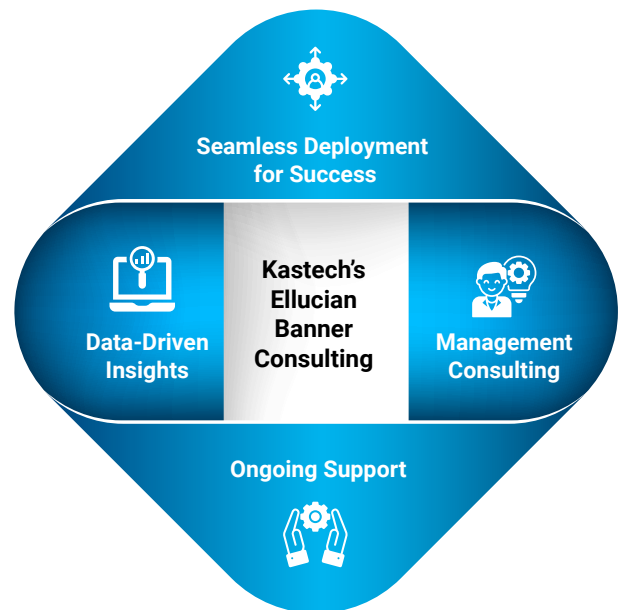 Seamless Deployment
for Success
Data-Driven
Insights
Kastech’s
Ellucian
Banner
Consulting
Management
Consulting
Ongoing Support